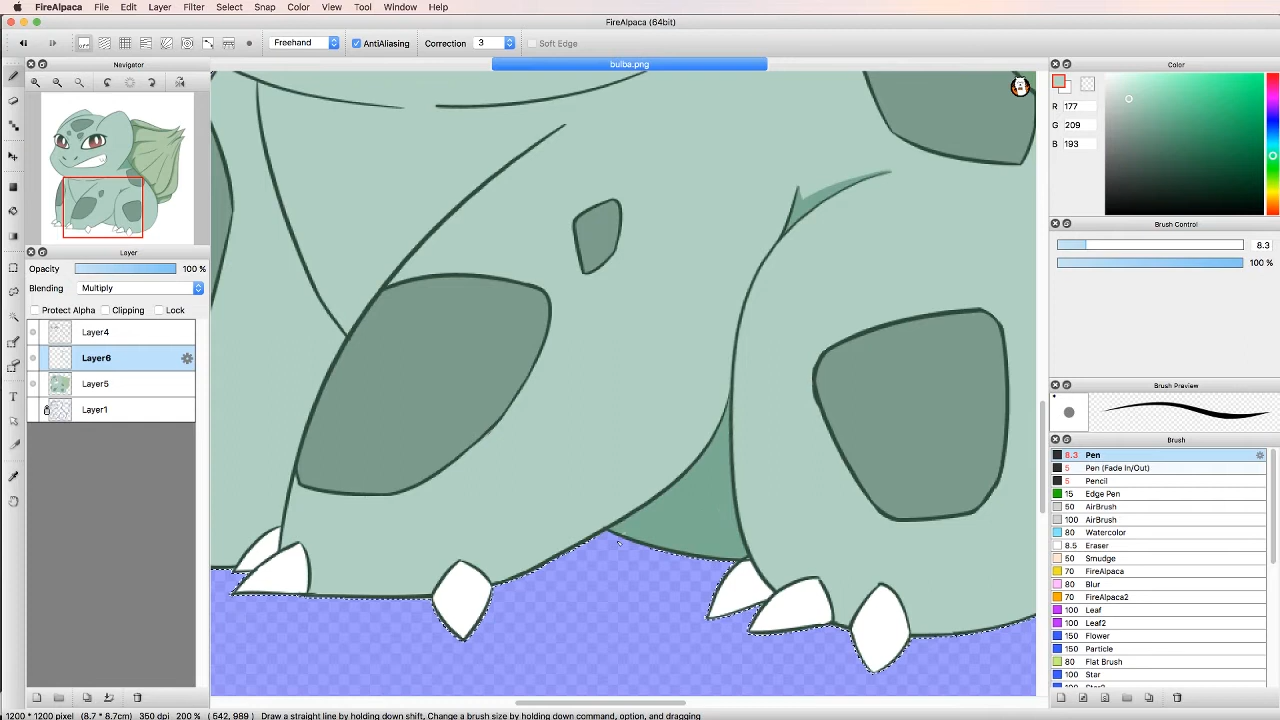 FireAlpaca File Edit Layer Filter Select Snap Color View Tool Window Help
FireAlpaca (64bit)
Freehand AntiAliasing Correction 3 Soft Edge
Navigator
bulba.png
Color
R 177
G 209
B 193
Brush Control
8.3
100 %
Layer
Opacity 100 %
Blending Multiply
Protect Alpha Clipping Lock
Layer4
Layer6
Layer5
Layer1
T
Brush Preview
Brush
8.3 Pen
5 Pen (Fade In/Out)
5 Pencil
15 Edge Pen
50 AirBrush
100 AirBrush
80 Watercolor
8.5 Eraser
50 Smudge
70 FireAlpaca
80 Blur
70 FireAlpaca2
100 Leaf
100 Leaf2
150 Flower
150 Particle
80 Flat Brush
150 Star
1200 * 1200 pixel (8.7 * 8.7cm) 350 dpi 200 % ( 542, 989 ) Draw a straight line by holding down shift, Change a brush size by holding down command, option, and dragging